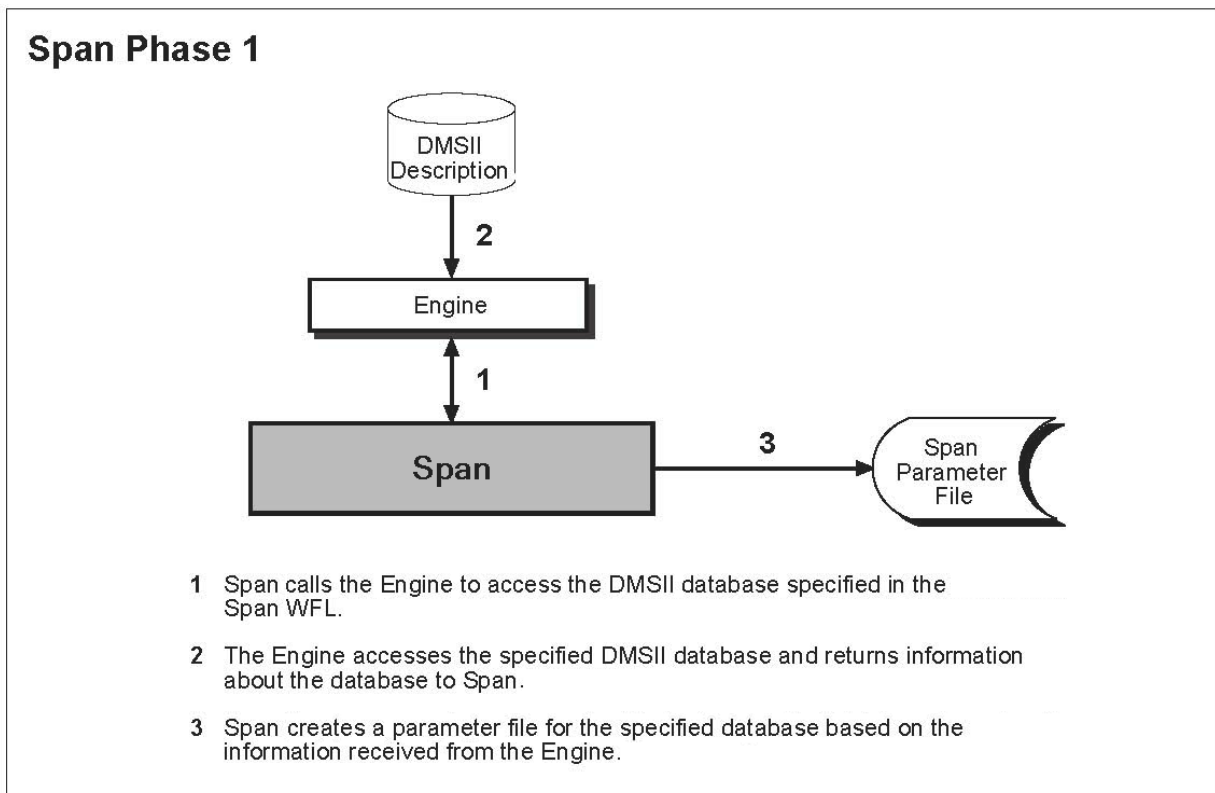 Span Phase 1
DMSII
Description
2
Engine
1
Span
3
Span
Parameter
File
1 Span calls the Engine to access the DMSII database specified in the
Span WFL.
2 The Engine accesses the specified DMSII database and returns information
about the database to Span.
3 Span creates a parameter file for the specified database based on the
information received from the Engine.